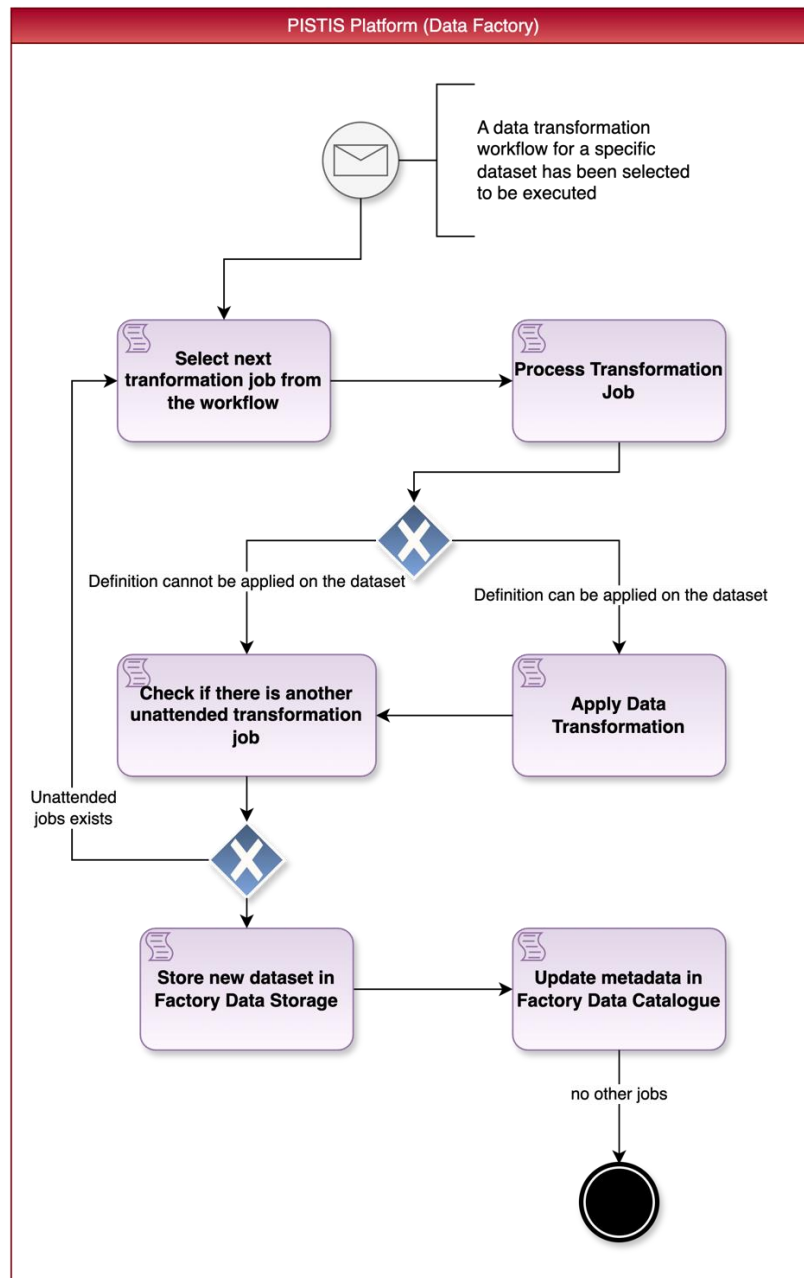 PISTIS Platform (Data Factory)
A data transformation
workflow for a specific
dataset has been selected
to be executed
Select next
tranformation job from
the workflow
Process Transformation
Job
Definition cannot be applied on the dataset
Definition can be applied on the dataset
Check if there is another
unattended transformation
job
Apply Data
Transformation
Unattended
jobs exists
Store new dataset in
Factory Data Storage
Update metadata in
Factory Data Catalogue
no other jobs